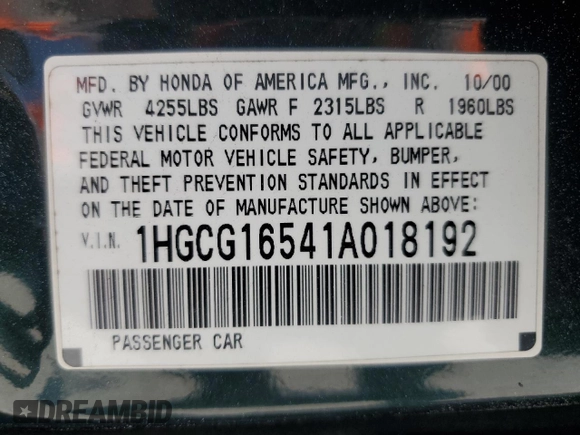 MFD. BY HONDA OF AMERICA MFG., INC. 10/00
GVWR 4255LBS GAWR F 2315LBS R 1960LBS
THIS VEHICLE CONFORMS TO ALL APPLICABLE
FEDERAL MOTOR VEHICLE SAFETY, BUMPER,
AND THEFT PREVENTION STANDARDS IN EFFECT
ON THE DATE OF MANUFACTURE SHOWN ABOVE:
V.I.N. 1HGCG16541A018192
PASSENGER CAR
DREAMBID